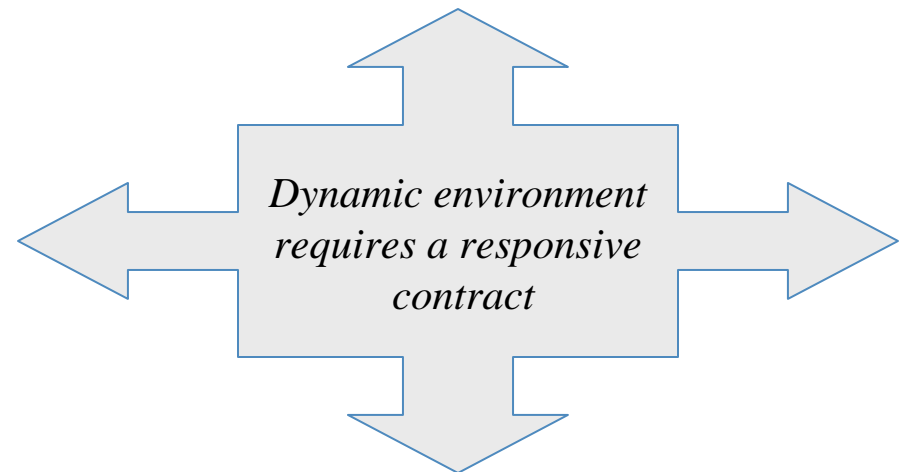 Dynamic environment
requires a responsive
contract